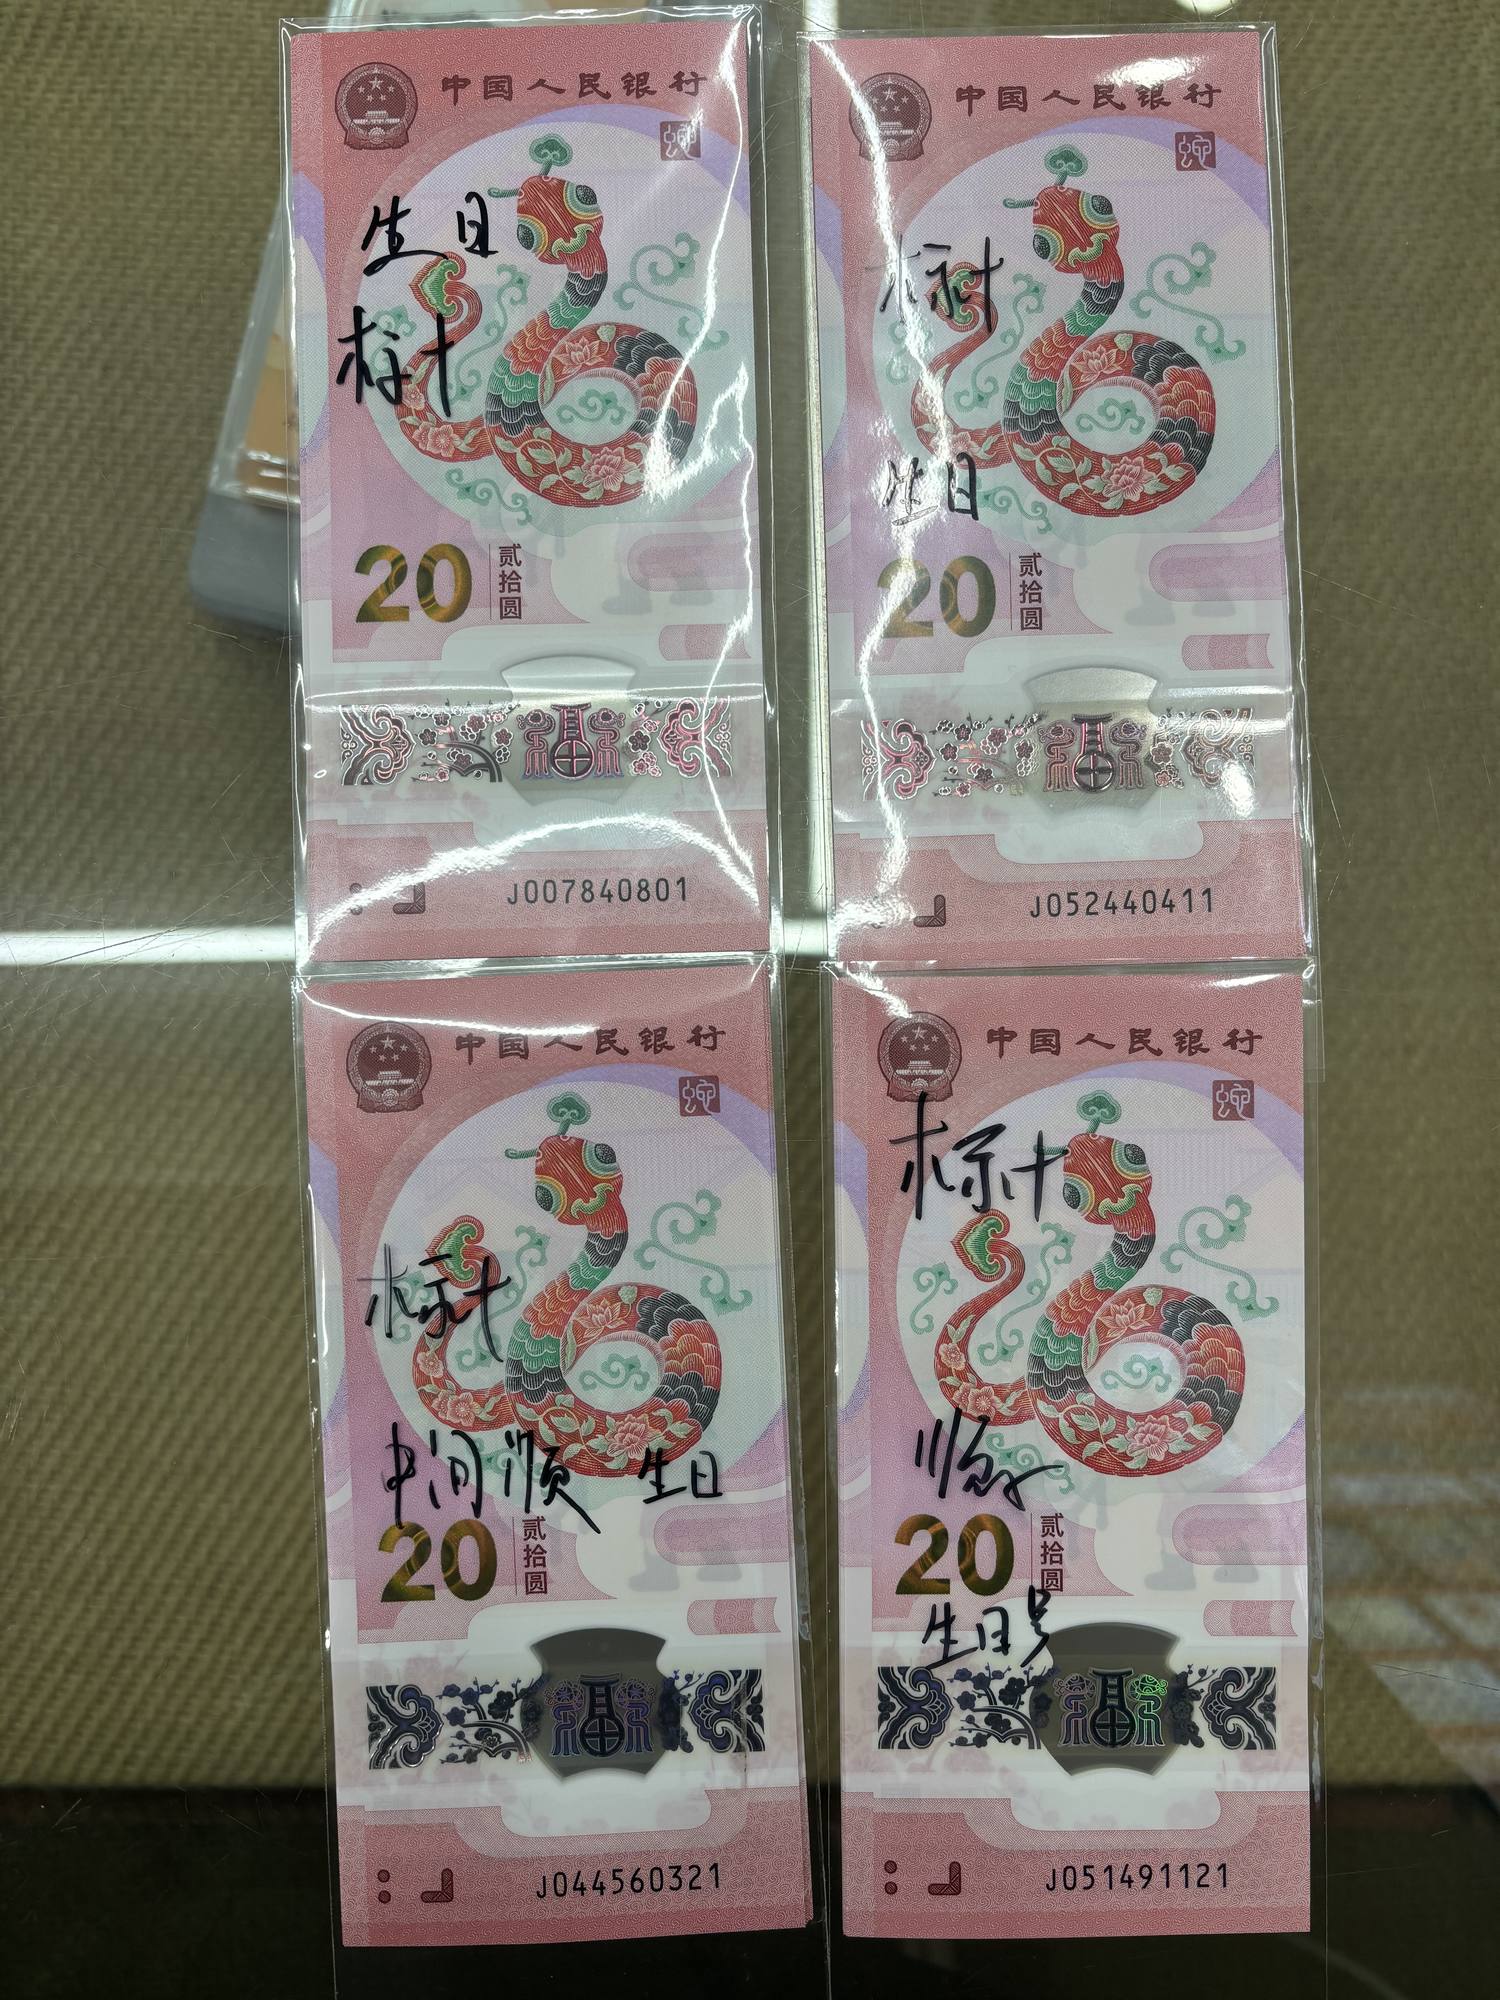 中国人民银行
生日
标十
20
贰拾圆
J007840801
中国人民银行
标十
生日
20
贰拾圆
J052440411
中国人民银行
标十
中间顺 生日
20
贰拾圆
J044560321
中国人民银行
标十
顺子
20
贰拾圆
生日号
J051491121